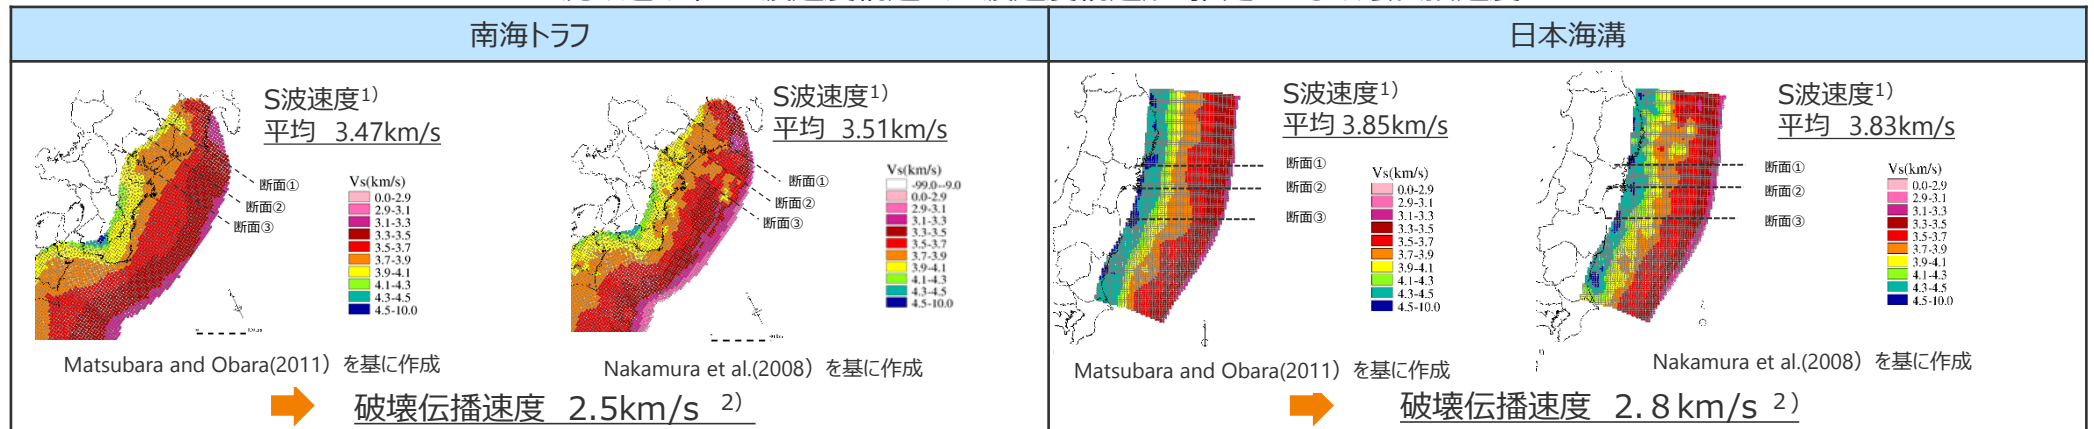 南海トラフ
日本海溝
S波速度1)
平均 3.47km/s
断面①
断面②
断面③
Vs(km/s)
0.0-2.9
2.9-3.1
3.1-3.3
3.3-3.5
3.5-3.7
3.7-3.9
3.9-4.1
4.1-4.3
4.3-4.5
4.5-10.0
Matsubara and Obara(2011）を基に作成
S波速度1)
平均 3.51km/s
断面①
断面②
断面③
Vs(km/s)
-99.0--9.0
0.0-2.9
2.9-3.1
3.1-3.3
3.3-3.5
3.5-3.7
3.7-3.9
3.9-4.1
4.1-4.3
4.3-4.5
4.5-10.0
Nakamura et al.(2008）を基に作成
破壊伝播速度 2.5km/s 2)
S波速度1)
平均 3.85km/s
断面①
断面②
断面③
Vs(km/s)
0.0-2.9
2.9-3.1
3.1-3.3
3.3-3.5
3.5-3.7
3.7-3.9
3.9-4.1
4.1-4.3
4.3-4.5
4.5-10.0
Matsubara and Obara(2011）を基に作成
S波速度1)
平均 3.83km/s
断面①
断面②
断面③
Vs(km/s)
0.0-2.9
2.9-3.1
3.1-3.3
3.3-3.5
3.5-3.7
3.7-3.9
3.9-4.1
4.1-4.3
4.3-4.5
4.5-10.0
Nakamura et al.(2008）を基に作成
破壊伝播速度 2.８km/s 2)